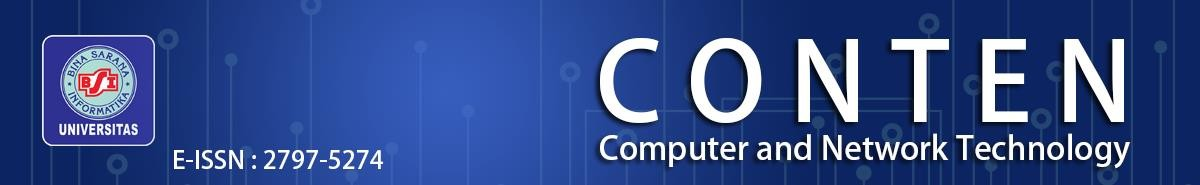 BINA SARANA
BSI
INFORMATIKA
UNIVERSITAS
E-ISSN : 2797-5274
CONTEN
Computer and Network Technology